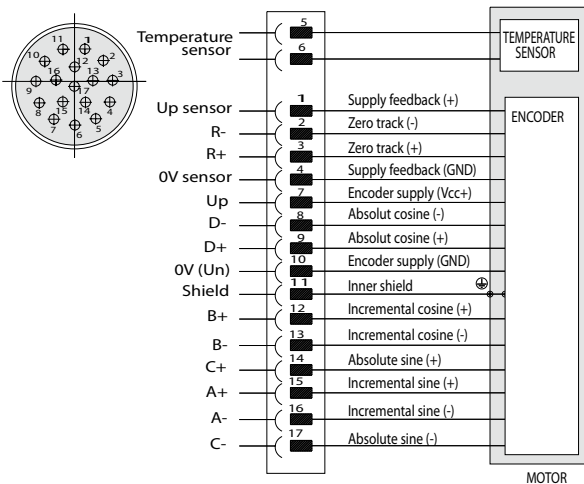 11 1
10 12 2
16 13 3
9 17
8 15 14 4
7 6 5
Temperature
sensor
5
6
TEMPERATURE
SENSOR
ENCODER
Up sensor 1 Supply feedback (+)
R- 2 Zero track (-)
R+ 3 Zero track (+)
0V sensor 4 Supply feedback (GND)
Up 7 Encoder supply (Vcc+)
D- 8 Absolut cosine (-)
D+ 9 Absolut cosine (+)
0V (Un) 10 Encoder supply (GND)
Shield 11 Inner shield
B+ 12 Incremental cosine (+)
B- 13 Incremental cosine (-)
C+ 14 Absolute sine (+)
A+ 15 Incremental sine (+)
A- 16 Incremental sine (-)
C- 17 Absolute sine (-)
MOTOR